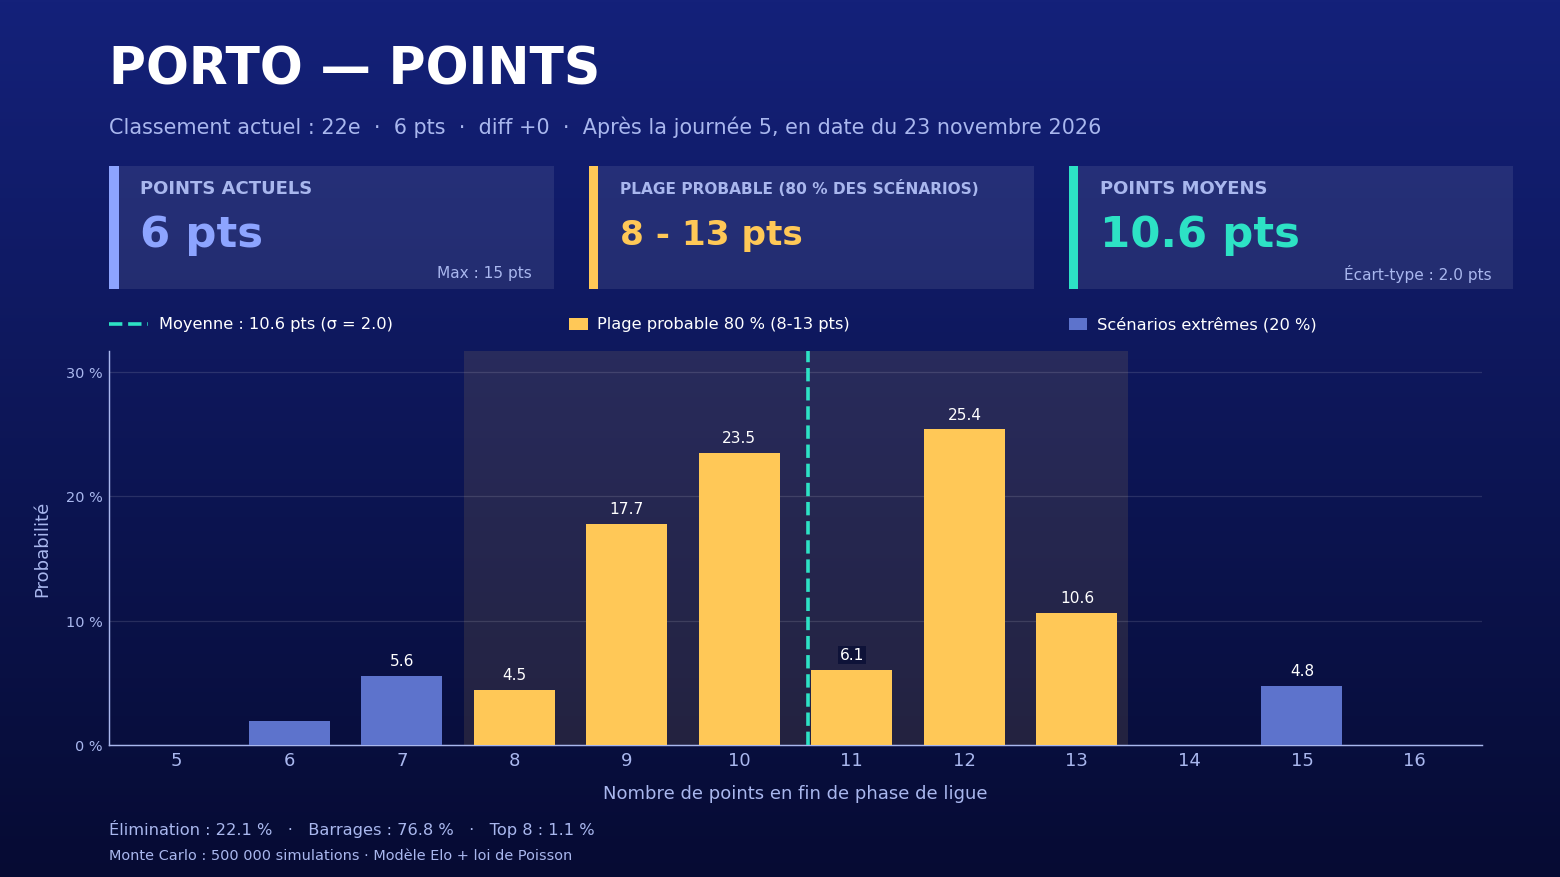 PORTO — POINTS
Classement actuel : 22e · 6 pts · diff +0 · Après la journée 5, en date du 23 novembre 2026
POINTS ACTUELS
6 pts
Max : 15 pts
PLAGE PROBABLE (80 % DES SCÉNARIOS)
8 - 13 pts
POINTS MOYENS
10.6 pts
Écart-type : 2.0 pts
Moyenne : 10.6 pts (σ = 2.0)
Plage probable 80 % (8-13 pts)
Scénarios extrêmes (20 %)
Probabilité
30 %
20 %
10 %
0 %
5.6
4.5
17.7
23.5
6.1
25.4
10.6
4.8
5 6 7 8 9 10 11 12 13 14 15 16
Nombre de points en fin de phase de ligue
Élimination : 22.1 % · Barrages : 76.8 % · Top 8 : 1.1 %
Monte Carlo : 500 000 simulations · Modèle Elo + loi de Poisson